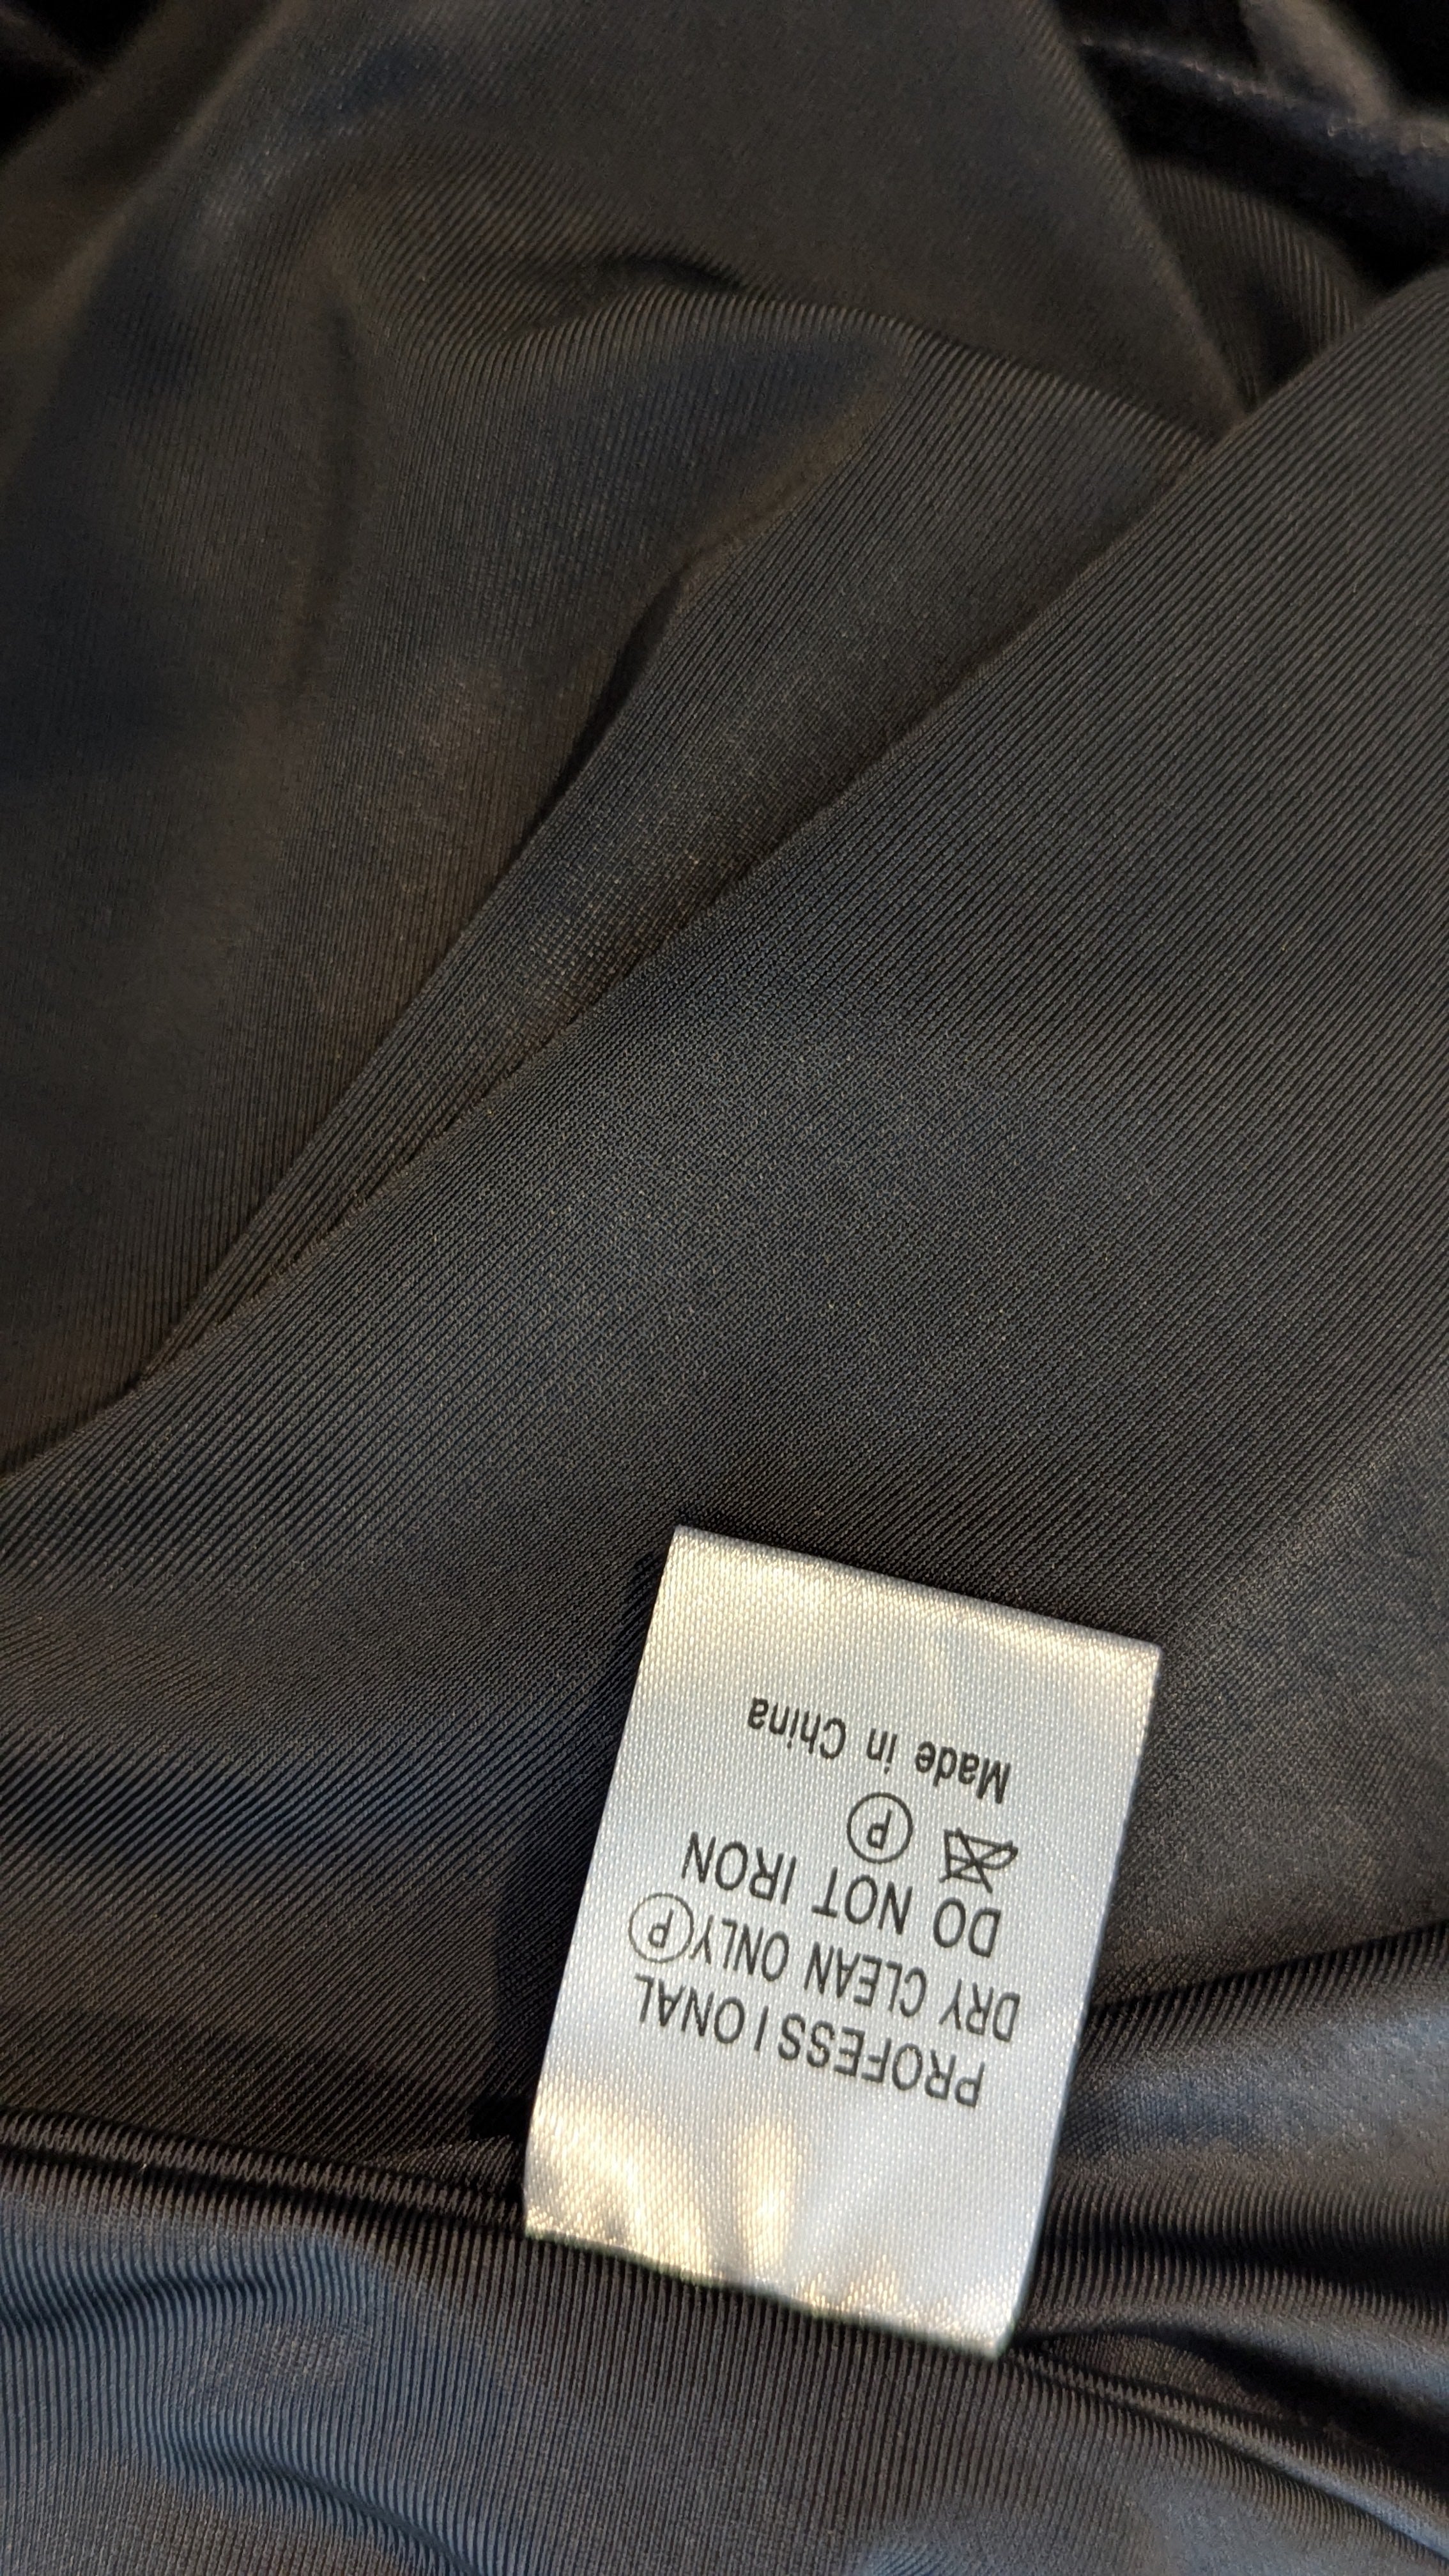 PROFESSIONAL
DRY CLEAN ONLY Ⓟ
DO NOT IRON
Ⓟ
Made in China